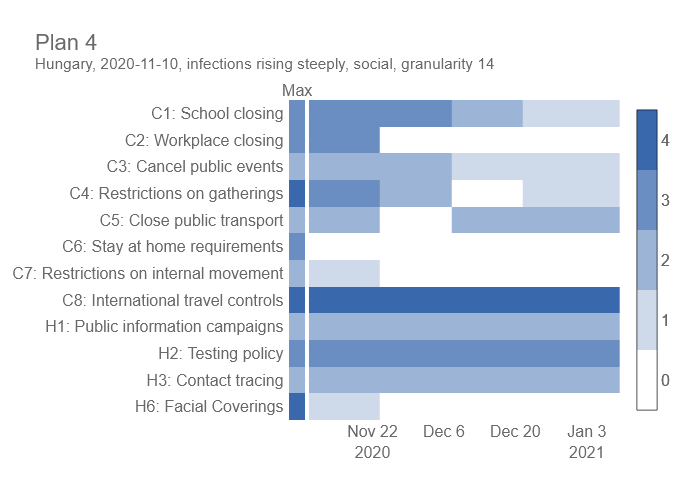 Plan 4
Hungary, 2020-11-10, infections rising steeply, social, granularity 14
Max
C1: School closing
C2: Workplace closing
C3: Cancel public events
C4: Restrictions on gatherings
C5: Close public transport
C6: Stay at home requirements
C7: Restrictions on internal movement
C8: International travel controls
H1: Public information campaigns
H2: Testing policy
H3: Contact tracing
H6: Facial Coverings
4
3
2
1
0
Nov 22 Dec 6 Dec 20 Jan 3
2020 2021